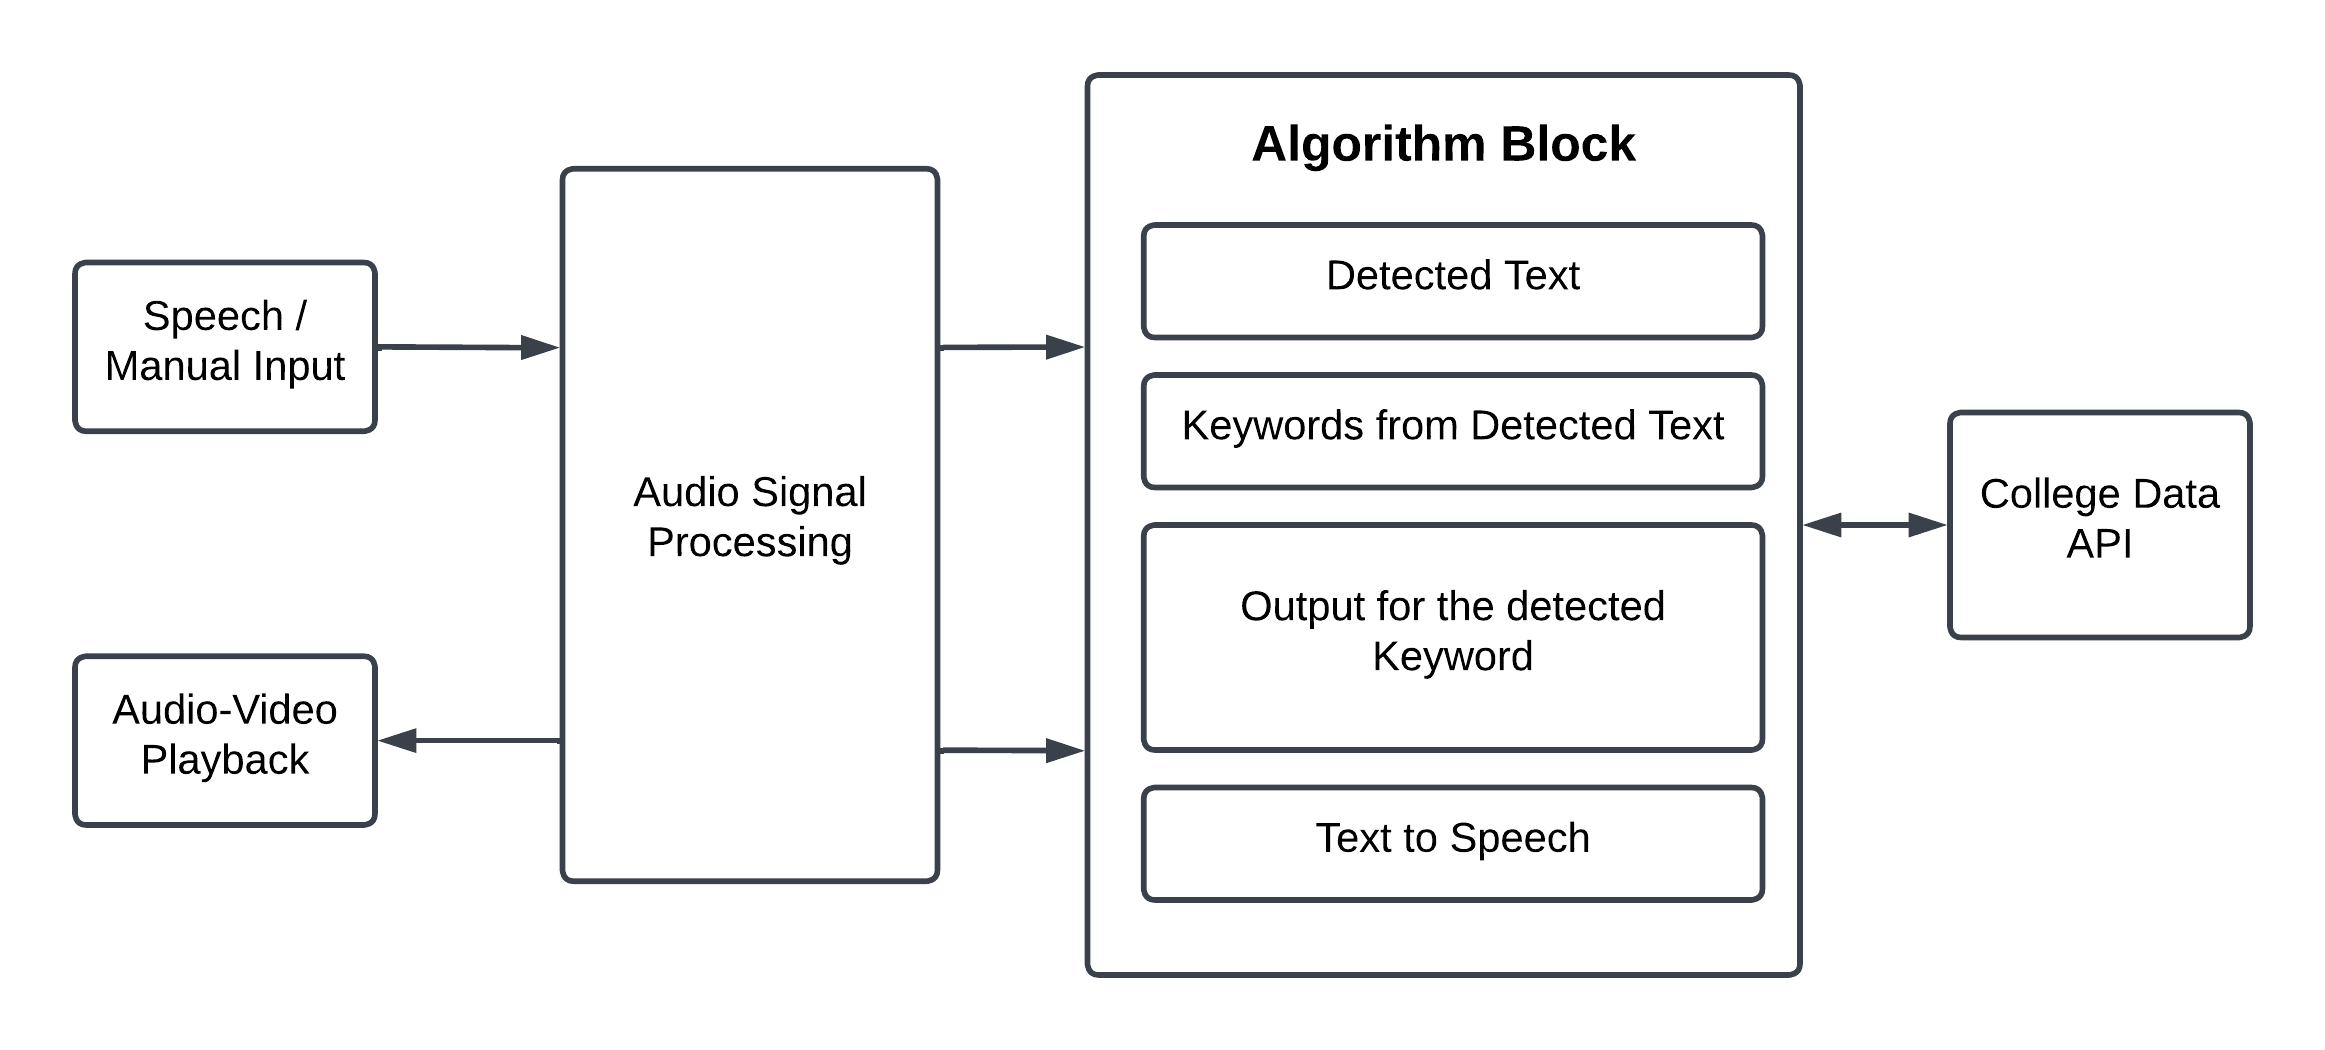 Speech /
Manual Input
Audio-Video
Playback
Audio Signal
Processing
Algorithm Block
Detected Text
Keywords from Detected Text
Output for the detected
Keyword
Text to Speech
College Data
API